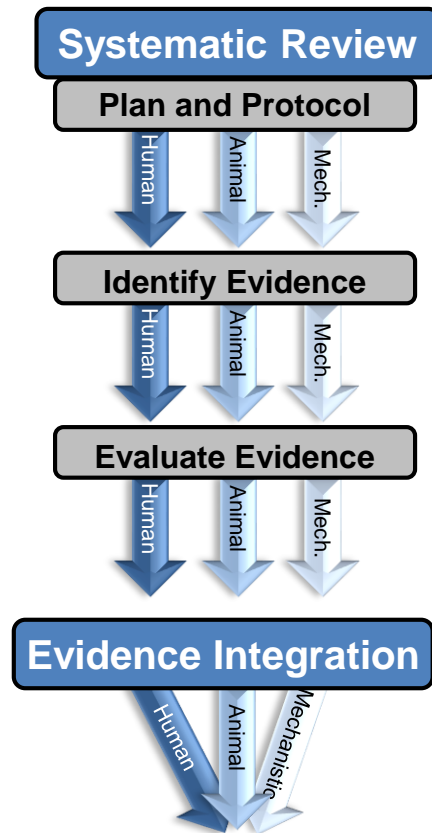 Systematic Review
Plan and Protocol
Human
Animal
Mech.
Identify Evidence
Human
Animal
Mech.
Evaluate Evidence
Human
Animal
Mech.
Evidence Integration
Human
Animal
Mechanistic